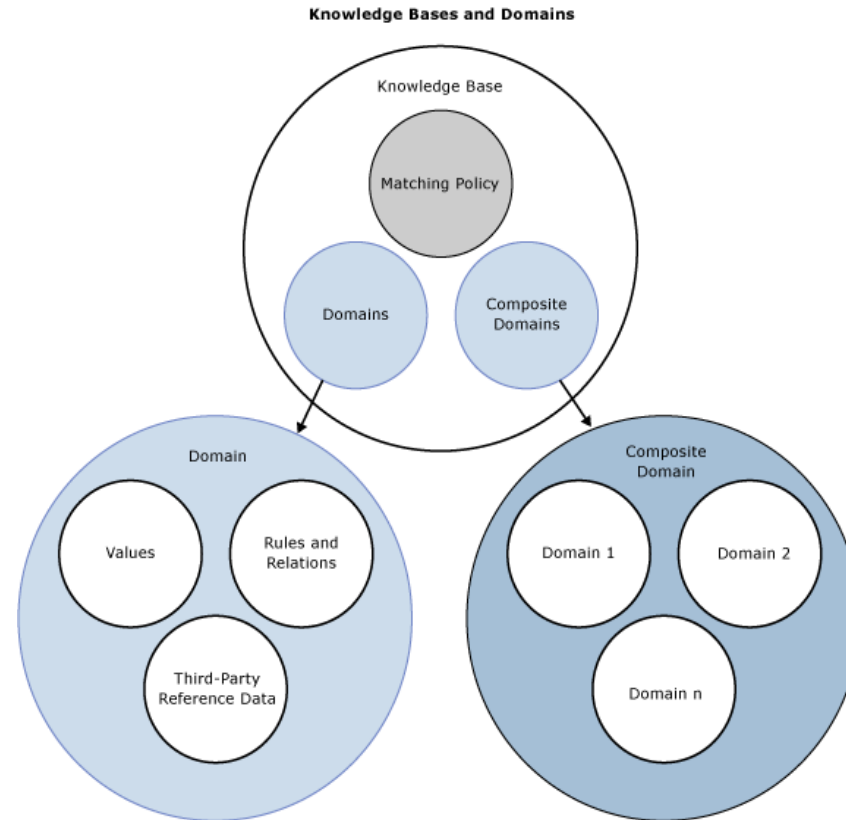 Knowledge Bases and Domains
Knowledge Base
Matching Policy
Domains
Composite
Domains
Domain
Values
Rules and
Relations
Third-Party
Reference Data
Composite
Domain
Domain 1
Domain 2
Domain n